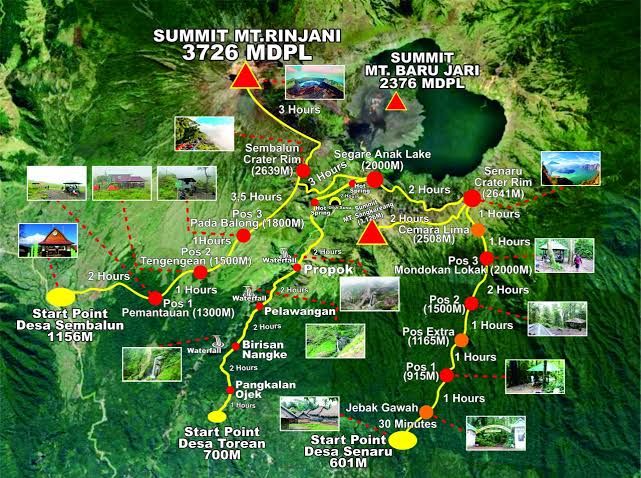 SUMMIT MT.RINJANI
3726 MDPL
SUMMIT
MT. BARU JARI
2376 MDPL
3 Hours
Sembalun
Crater Rim
(2639M)
3 Hours
Segare Anak Lake
(2000M)
Hot
Spring
2 Hours
Senaru
Crater Rim
(2641M)
3,5 Hours
Hot
Spring
SUMMIT
2 Hours
Cemara Lima
(2508M)
1 Hours
1 Hours
Pos 3
Pada Balong (1800M)
1Hours
Pos 2
Tengengean (1500M)
1 Hours
2 Hours
Pos 1
Pemantauan (1300M)
Start Point
Desa Sembalun
1156M
2 Hours
Waterfall
Propok
2 Hours
Waterfall
Pelawangan
2 Hours
Waterfall
Birisan
Nangke
2 Hours
Pangkalan
Ojek
1 Hours
Start Point
Desa Torean
700M
Pos 3
Mondokan Lokak (2000M)
1 Hours
Pos 2
(1500M)
1 Hours
Pos Extra
(1165M)
1 Hours
Pos 1
(915M)
1 Hours
Jebak Gawah
30 Minutes
Start Point
Desa Senaru
601M